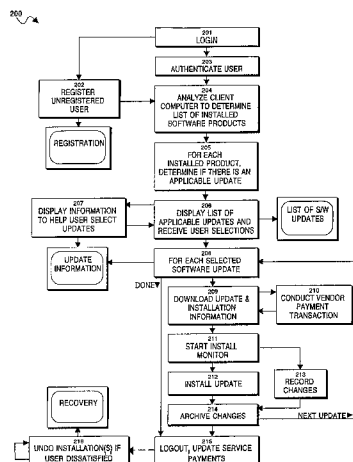 200
201
LOGIN
203
AUTHENTICATE USER
202
REGISTER
UNREGISTERED
USER
204
ANALYZE CLIENT
COMPUTER TO DETERMINE
LIST OF INSTALLED
SOFTWARE PRODUCTS
REGISTRATION
205
FOR EACH
INSTALLED PRODUCT,
DETERMINE IF THERE IS AN
APPLICABLE UPDATE
207
DISPLAY INFORMATION
TO HELP USER SELECT
UPDATES
206
DISPLAY LIST OF
APPLICABLE UPDATES AND
RECEIVE USER SELECTIONS
LIST OF S/W
UPDATES
UPDATE
INFORMATION
208
FOR EACH SELECTED
SOFTWARE UPDATE
DONE
209
DOWNLOAD UPDATE &
INSTALLATION
INFORMATION
210
CONDUCT VENDOR
PAYMENT
TRANSACTION
211
START INSTALL
MONITOR
212
INSTALL UPDATE
213
RECORD
CHANGES
RECOVERY
214
ARCHIVE CHANGES
NEXT UPDATE
216
UNDO INSTALLATION(S) IF
USER DISSATISFIED
215
LOGOUT, UPDATE SERVICE
PAYMENTS